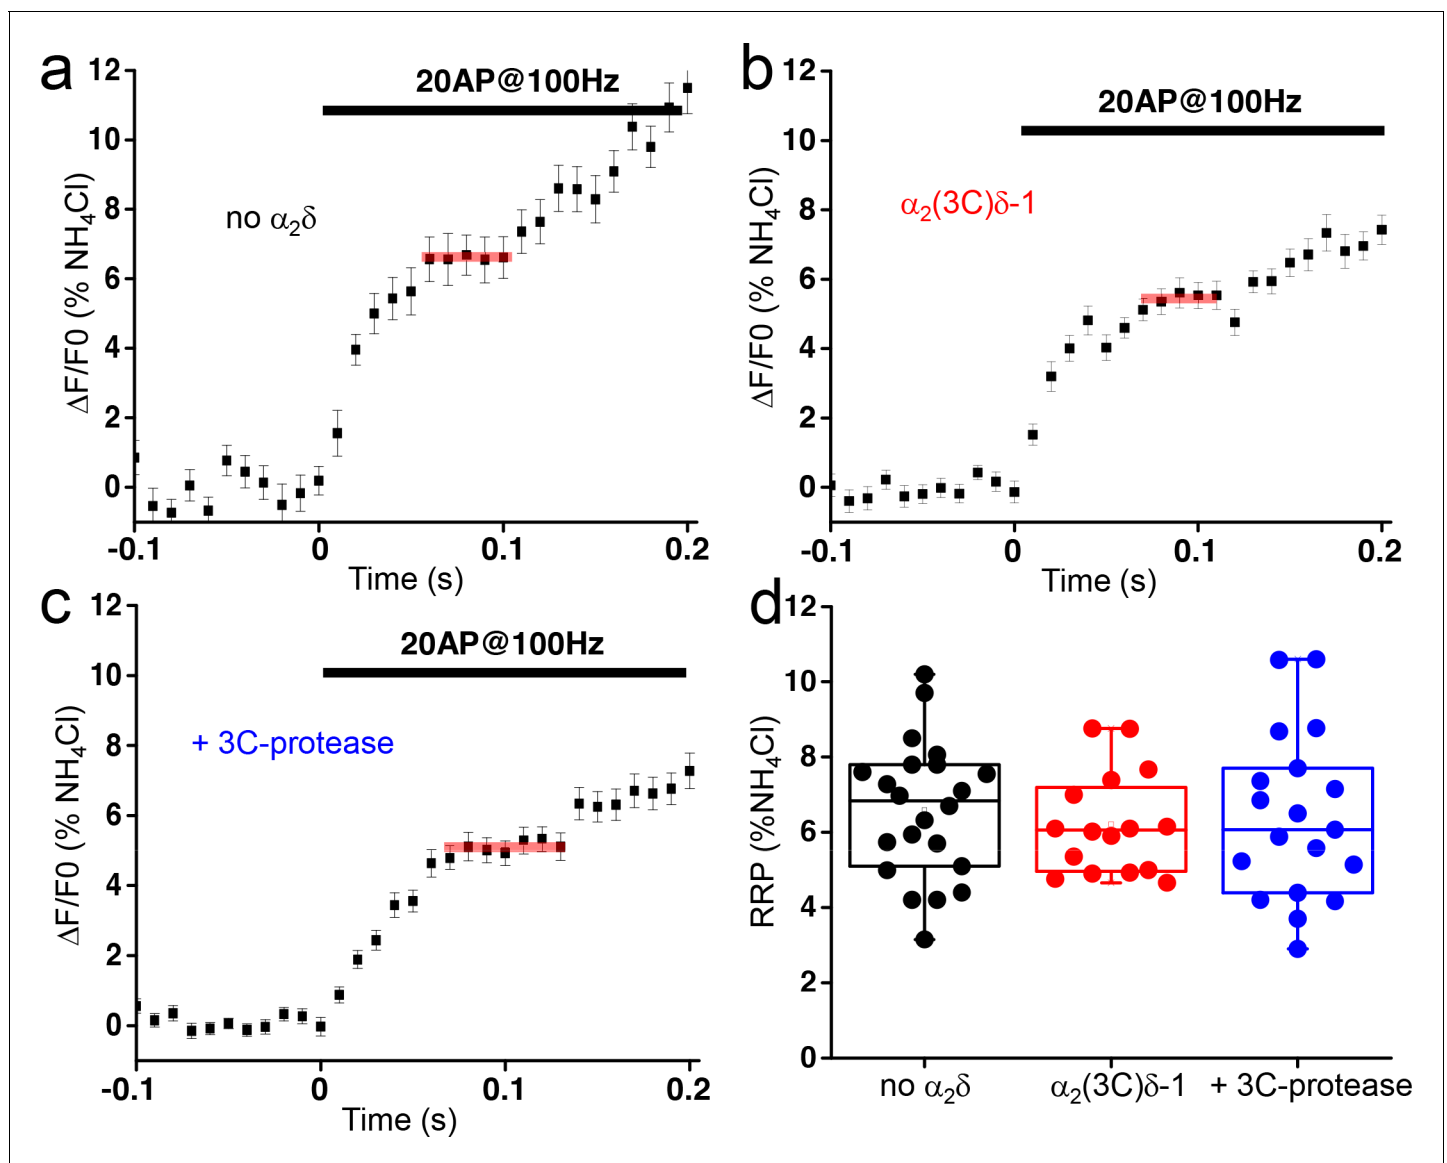 a
12
10
8
6
4
2
0
ΔF/F0 (% NH₄Cl)
20AP@100Hz
no α₂δ
-0.1
0
0.1
0.2
Time (s)
b
12
10
8
6
4
2
0
ΔF/F0 (% NH₄Cl)
20AP@100Hz
α₂(3C)δ-1
-0.1
0
0.1
0.2
Time (s)
c
12
10
8
6
4
2
0
ΔF/F0 (% NH₄Cl)
20AP@100Hz
+ 3C-protease
-0.1
0
0.1
0.2
Time (s)
d
12
10
8
6
4
2
0
RRP (%NH₄Cl)
no α₂δ
α₂(3C)δ-1
+ 3C-protease